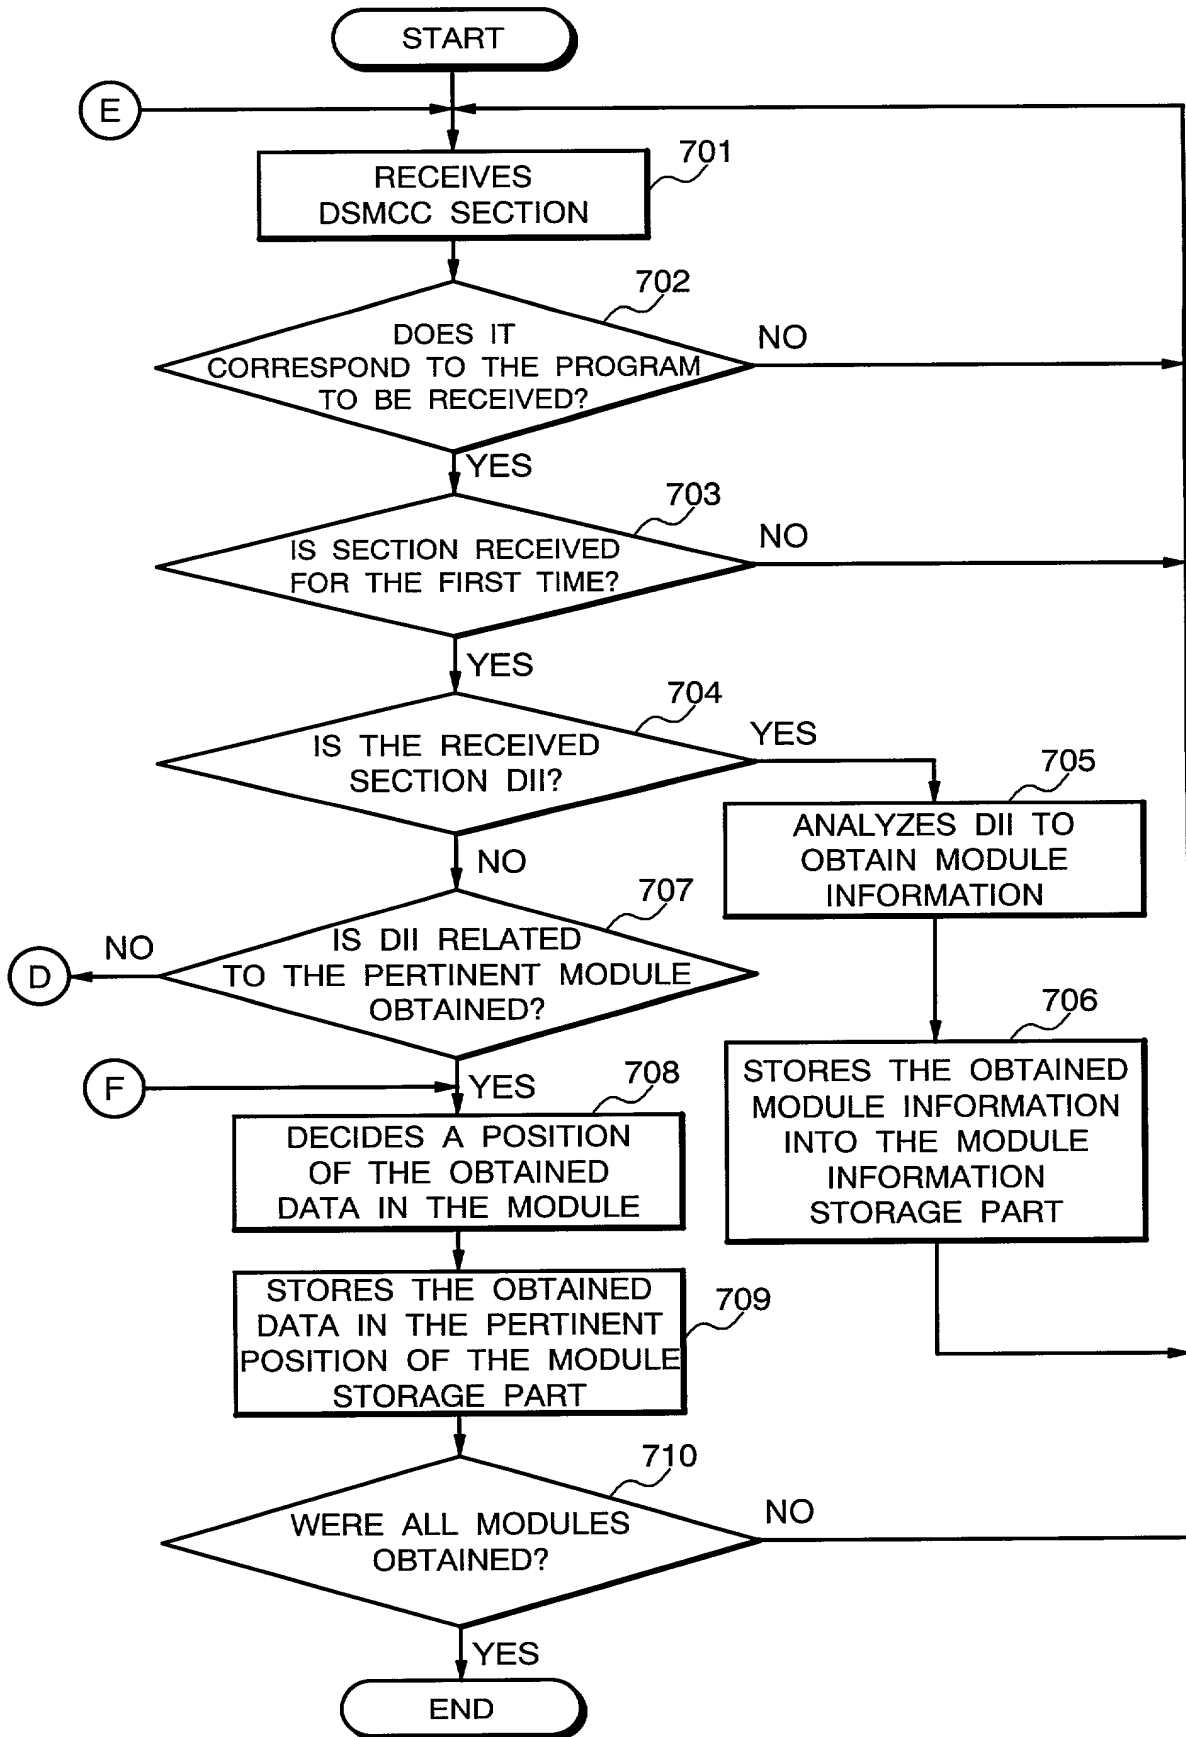 START
E
701
RECEIVES
DSMCC SECTION
702
DOES IT
CORRESPOND TO THE PROGRAM
TO BE RECEIVED?
NO
YES
703
IS SECTION RECEIVED
FOR THE FIRST TIME?
NO
YES
704
IS THE RECEIVED
SECTION DII?
YES
NO
705
ANALYZES DII TO
OBTAIN MODULE
INFORMATION
707
IS DII RELATED
TO THE PERTINENT MODULE
OBTAINED?
NO
D
YES
706
STORES THE OBTAINED
MODULE INFORMATION
INTO THE MODULE
INFORMATION
STORAGE PART
F
708
DECIDES A POSITION
OF THE OBTAINED
DATA IN THE MODULE
709
STORES THE OBTAINED
DATA IN THE PERTINENT
POSITION OF THE MODULE
STORAGE PART
710
WERE ALL MODULES
OBTAINED?
NO
YES
END